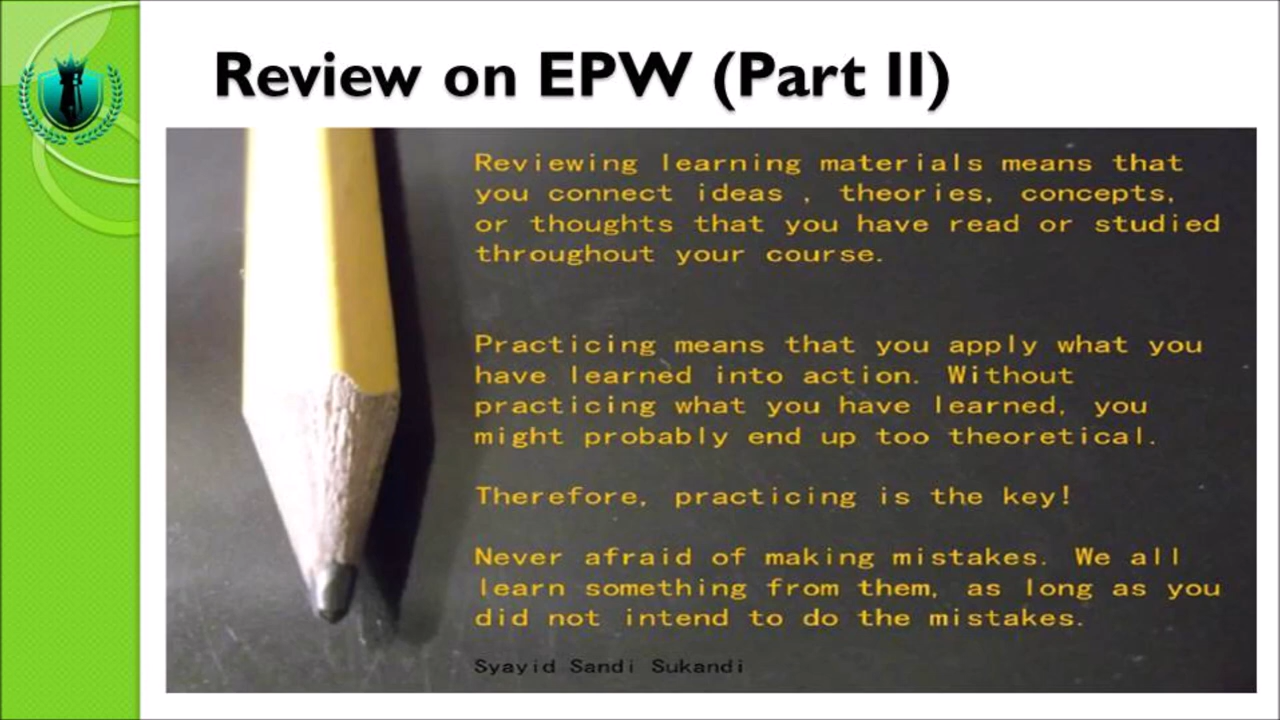 Review on EPW (Part II)
Reviewing learning materials means that
you connect ideas , theories, concepts,
or thoughts that you have read or studied
throughout your course.
Practicing means that you apply what you
have learned into action. Without
practicing what you have learned, you
might probably end up too theoretical.
Therefore, practicing is the key!
Never afraid of making mistakes. We all
learn something from them, as long as you
did not intend to do the mistakes.
Syayid Sandi Sukandi